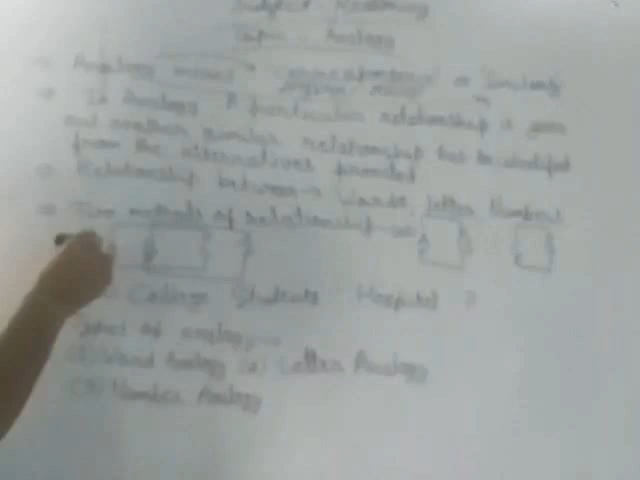 Subject Reasoning
Topic - Analogy
Analogy means correspondence or Similarity
In Analogy A particular relationship is given
and another similar relationship has to be identified
from the alternatives provided
Relationship between Words, Letter Numbers
Two methods of relationship
College Students Hospital ?
Types of analogy
(1) Word Analogy (2) Letter Analogy
(3) Number Analogy